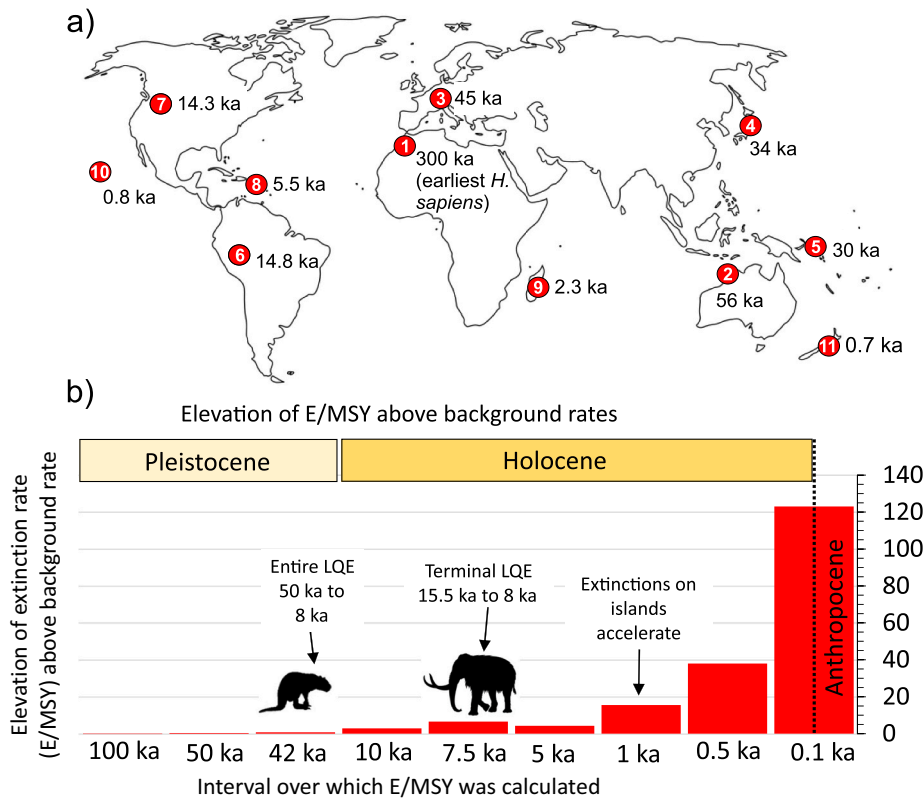 a)
7 14.3 ka
3 45 ka
4
34 ka
1
300 ka
(earliest H.
sapiens)
10
0.8 ka
8 5.5 ka
6
14.8 ka
5
30 ka
2
56 ka
9 2.3 ka
11 0.7 ka
b)
Elevation of E/MSY above background rates
Pleistocene
Holocene
Elevation of extinction rate
(E/MSY) above background rate
140
120
100
80
60
40
20
0
Entire LQE
50 ka to
8 ka
Terminal LQE
15.5 ka to 8 ka
Extinctions on
islands
accelerate
Anthropocene
100 ka 50 ka 42 ka 10 ka 7.5 ka 5 ka 1 ka 0.5 ka 0.1 ka
Interval over which E/MSY was calculated